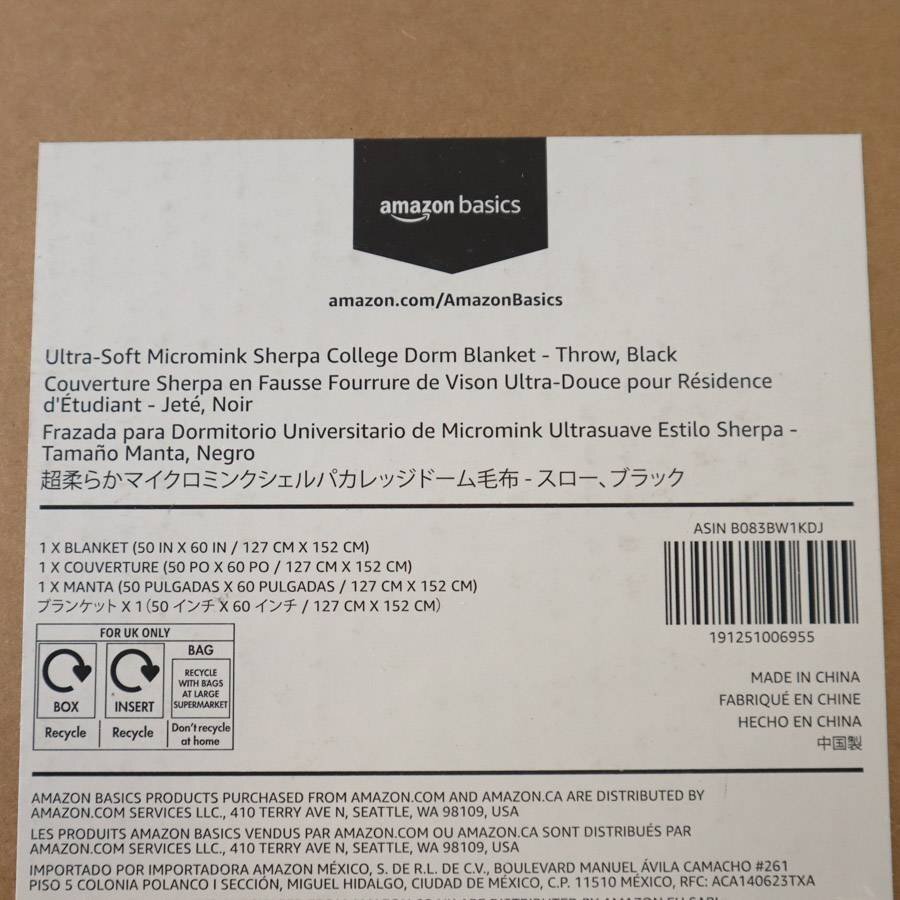 amazon basics
amazon.com/AmazonBasics
Ultra-Soft Micromink Sherpa College Dorm Blanket - Throw, Black
Couverture Sherpa en Fausse Fourrure de Vison Ultra-Douce pour Résidence
d'Étudiant - Jeté, Noir
Frazada para Dormitorio Universitario de Micromink Ultrasuave Estilo Sherpa -
Tamaño Manta, Negro
超柔らかマイクロミンクシェルパカレッジドーム毛布 - スロー、ブラック
1 X BLANKET (50 IN X 60 IN / 127 CM X 152 CM)
1 X COUVERTURE (50 PO X 60 PO / 127 CM X 152 CM)
1 X MANTA (50 PULGADAS X 60 PULGADAS / 127 CM X 152 CM)
ブランケット X 1 (50 インチ X 60 インチ / 127 CM X 152 CM)
ASIN B083BW1KDJ
191251006955
FOR UK ONLY
BOX
Recycle
INSERT
Recycle
BAG
RECYCLE
WITH BAGS
AT LARGE
SUPERMARKET
Don't recycle
at home
MADE IN CHINA
FABRIQUÉ EN CHINE
HECHO EN CHINA
中国製
AMAZON BASICS PRODUCTS PURCHASED FROM AMAZON.COM AND AMAZON.CA ARE DISTRIBUTED BY
AMAZON.COM SERVICES LLC., 410 TERRY AVE N, SEATTLE, WA 98109, USA
LES PRODUITS AMAZON BASICS VENDUS PAR AMAZON.COM OU AMAZON.CA SONT DISTRIBUÉS PAR
AMAZON.COM SERVICES LLC., 410 TERRY AVE N, SEATTLE, WA 98109, USA
IMPORTADO POR IMPORTADORA AMAZON MÉXICO, S. DE R.L. DE C.V., BOULEVARD MANUEL ÁVILA CAMACHO #261
PISO 5 COLONIA POLANCO I SECCIÓN, MIGUEL HIDALGO, CIUDAD DE MÉXICO, C.P. 11510 MÉXICO, RFC: ACA140623TXA